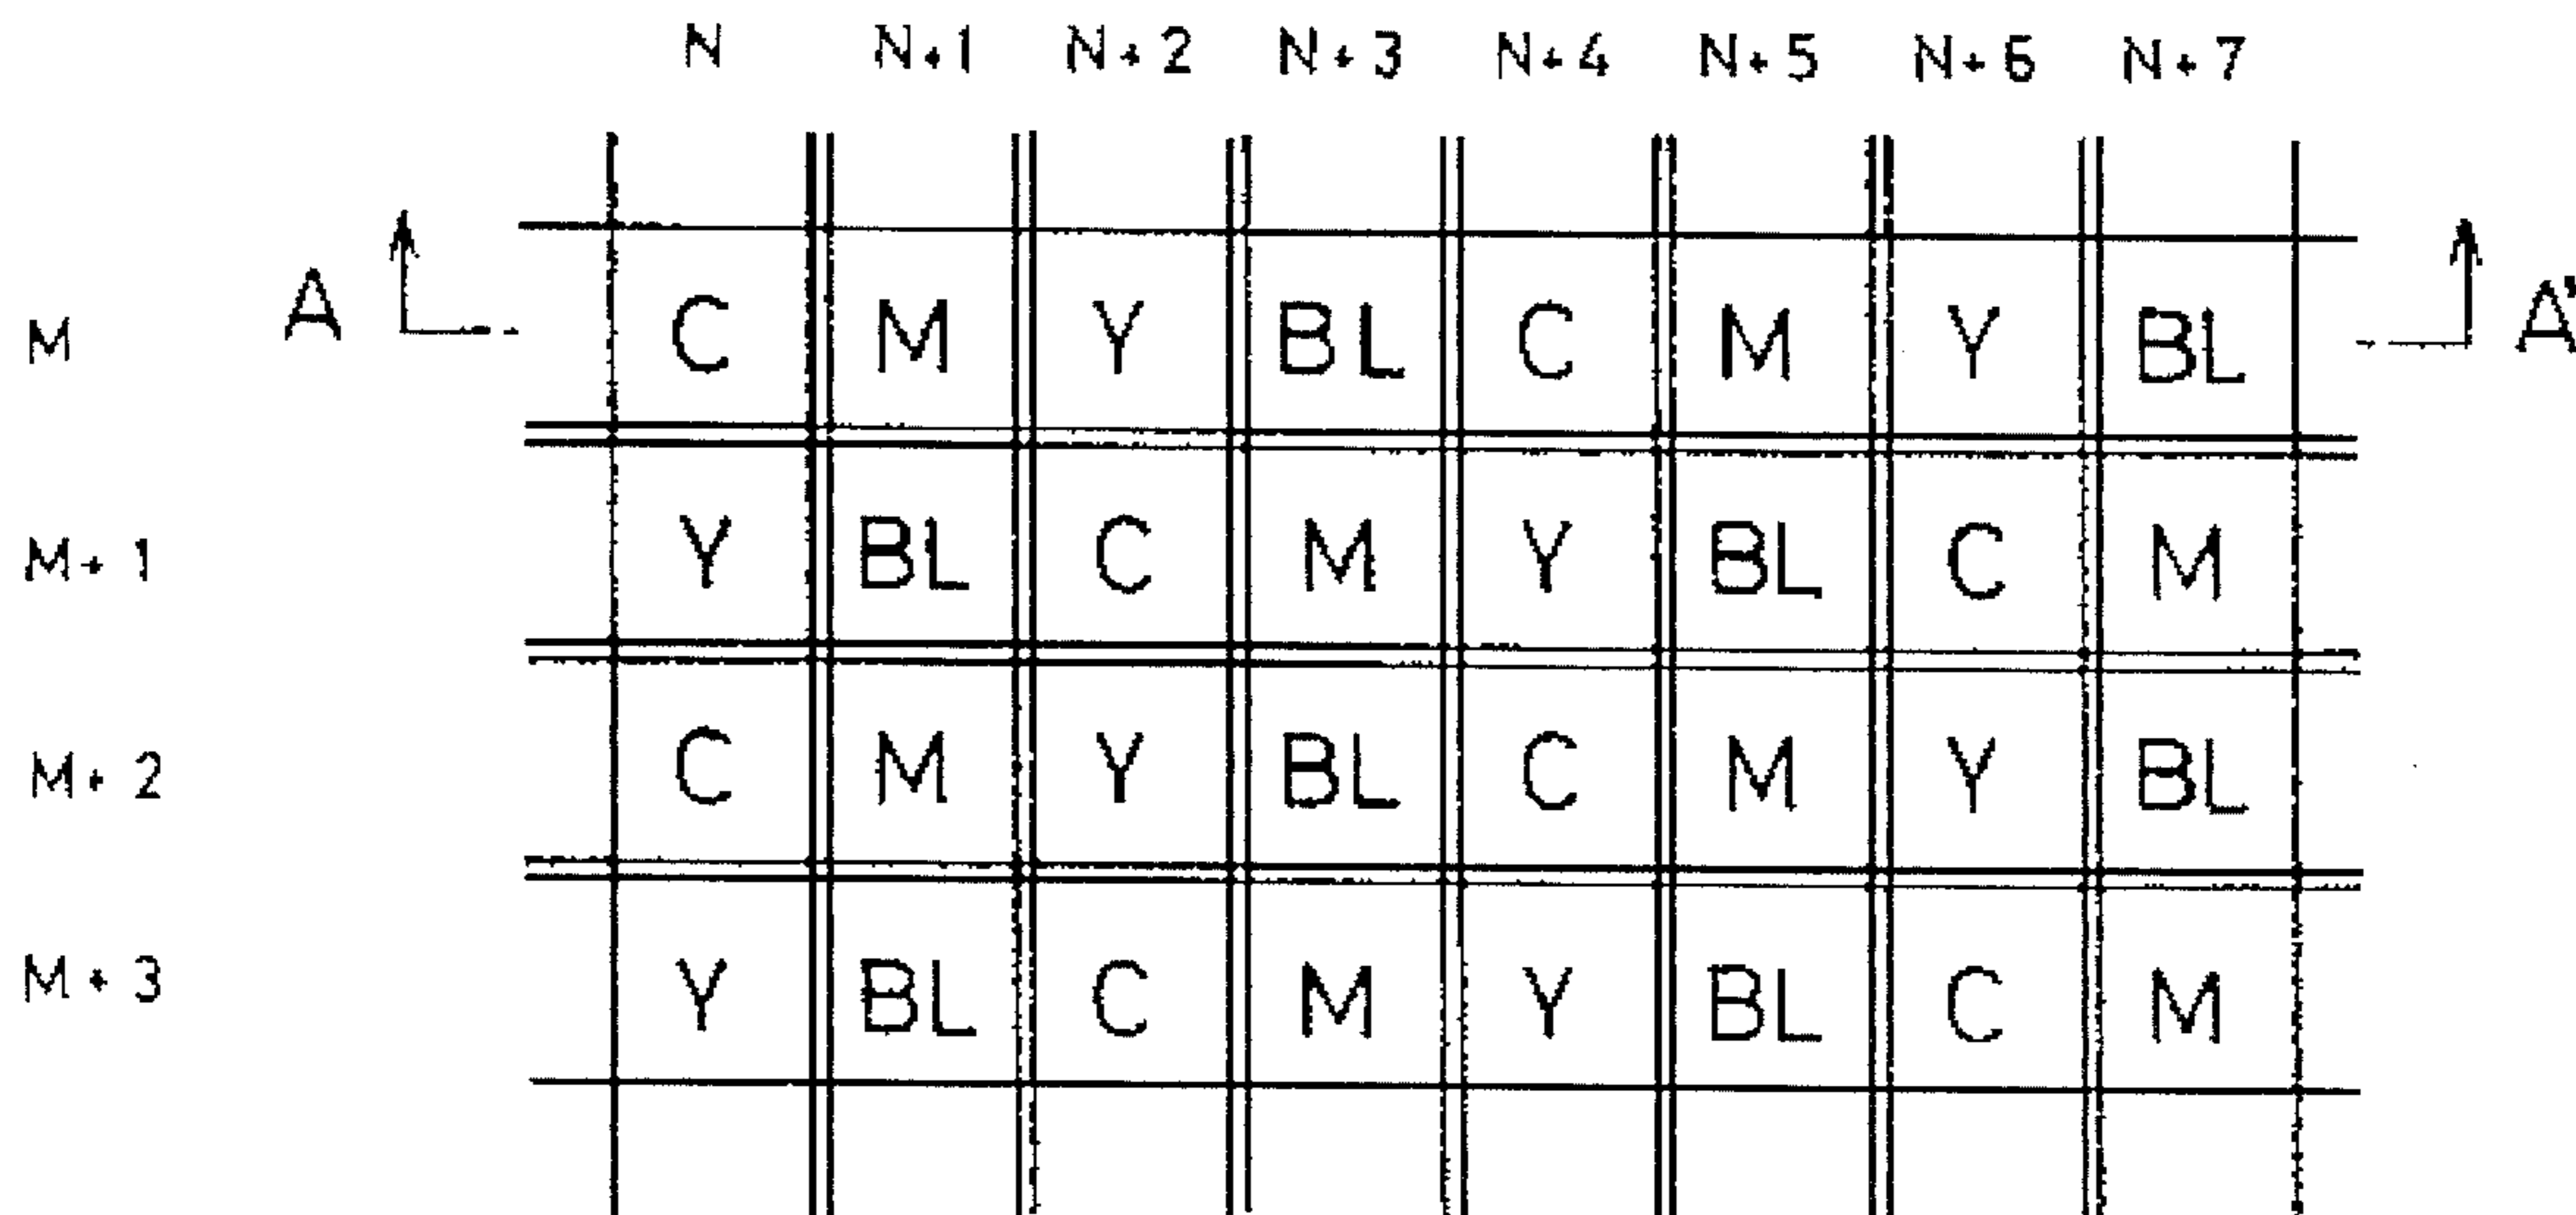 N N+1 N+2 N+3 N+4 N+5 N+6 N+7
M A C M Y BL C M Y BL A'
M+1 Y BL C M Y BL C M
M+2 C M Y BL C M Y BL
M+3 Y BL C M Y BL C M